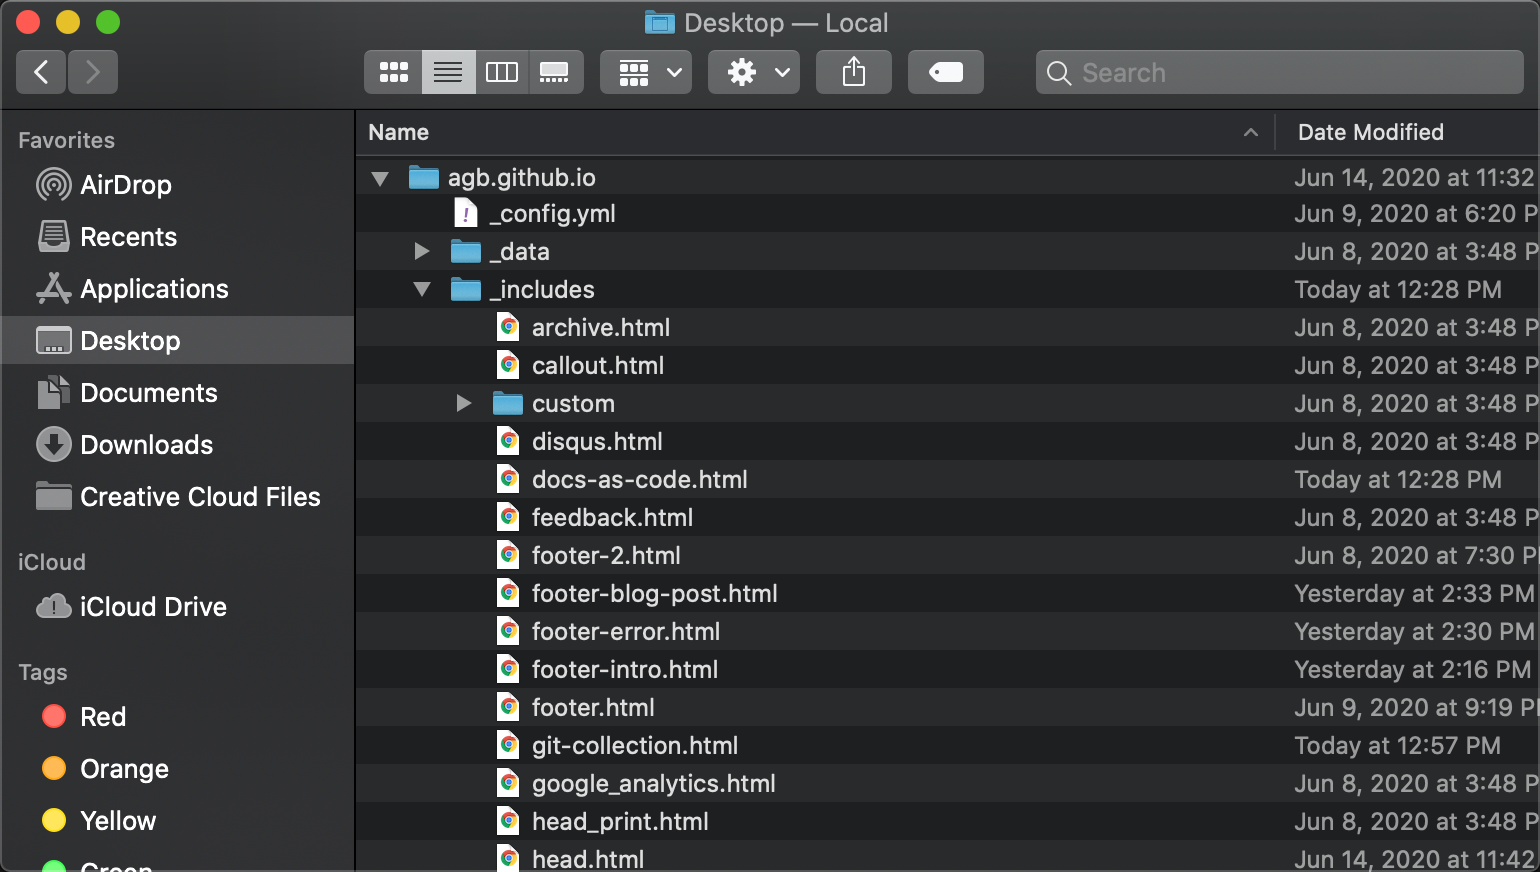 Desktop — Local
Search
Favorites
AirDrop
Recents
Applications
Desktop
Documents
Downloads
Creative Cloud Files
iCloud
iCloud Drive
Tags
Red
Orange
Yellow
Green
Name Date Modified
agb.github.io Jun 14, 2020 at 11:32
_config.yml Jun 9, 2020 at 6:20 P
_data Jun 8, 2020 at 3:48 P
_includes Today at 12:28 PM
archive.html Jun 8, 2020 at 3:48 P
callout.html Jun 8, 2020 at 3:48 P
custom Jun 8, 2020 at 3:48 P
disqus.html Jun 8, 2020 at 3:48 P
docs-as-code.html Today at 12:28 PM
feedback.html Jun 8, 2020 at 3:48 P
footer-2.html Jun 8, 2020 at 7:30 P
footer-blog-post.html Yesterday at 2:33 PM
footer-error.html Yesterday at 2:30 PM
footer-intro.html Yesterday at 2:16 PM
footer.html Jun 9, 2020 at 9:19 P
git-collection.html Today at 12:57 PM
google_analytics.html Jun 8, 2020 at 3:48 P
head_print.html Jun 8, 2020 at 3:48 P
head.html Jun 14, 2020 at 11:42